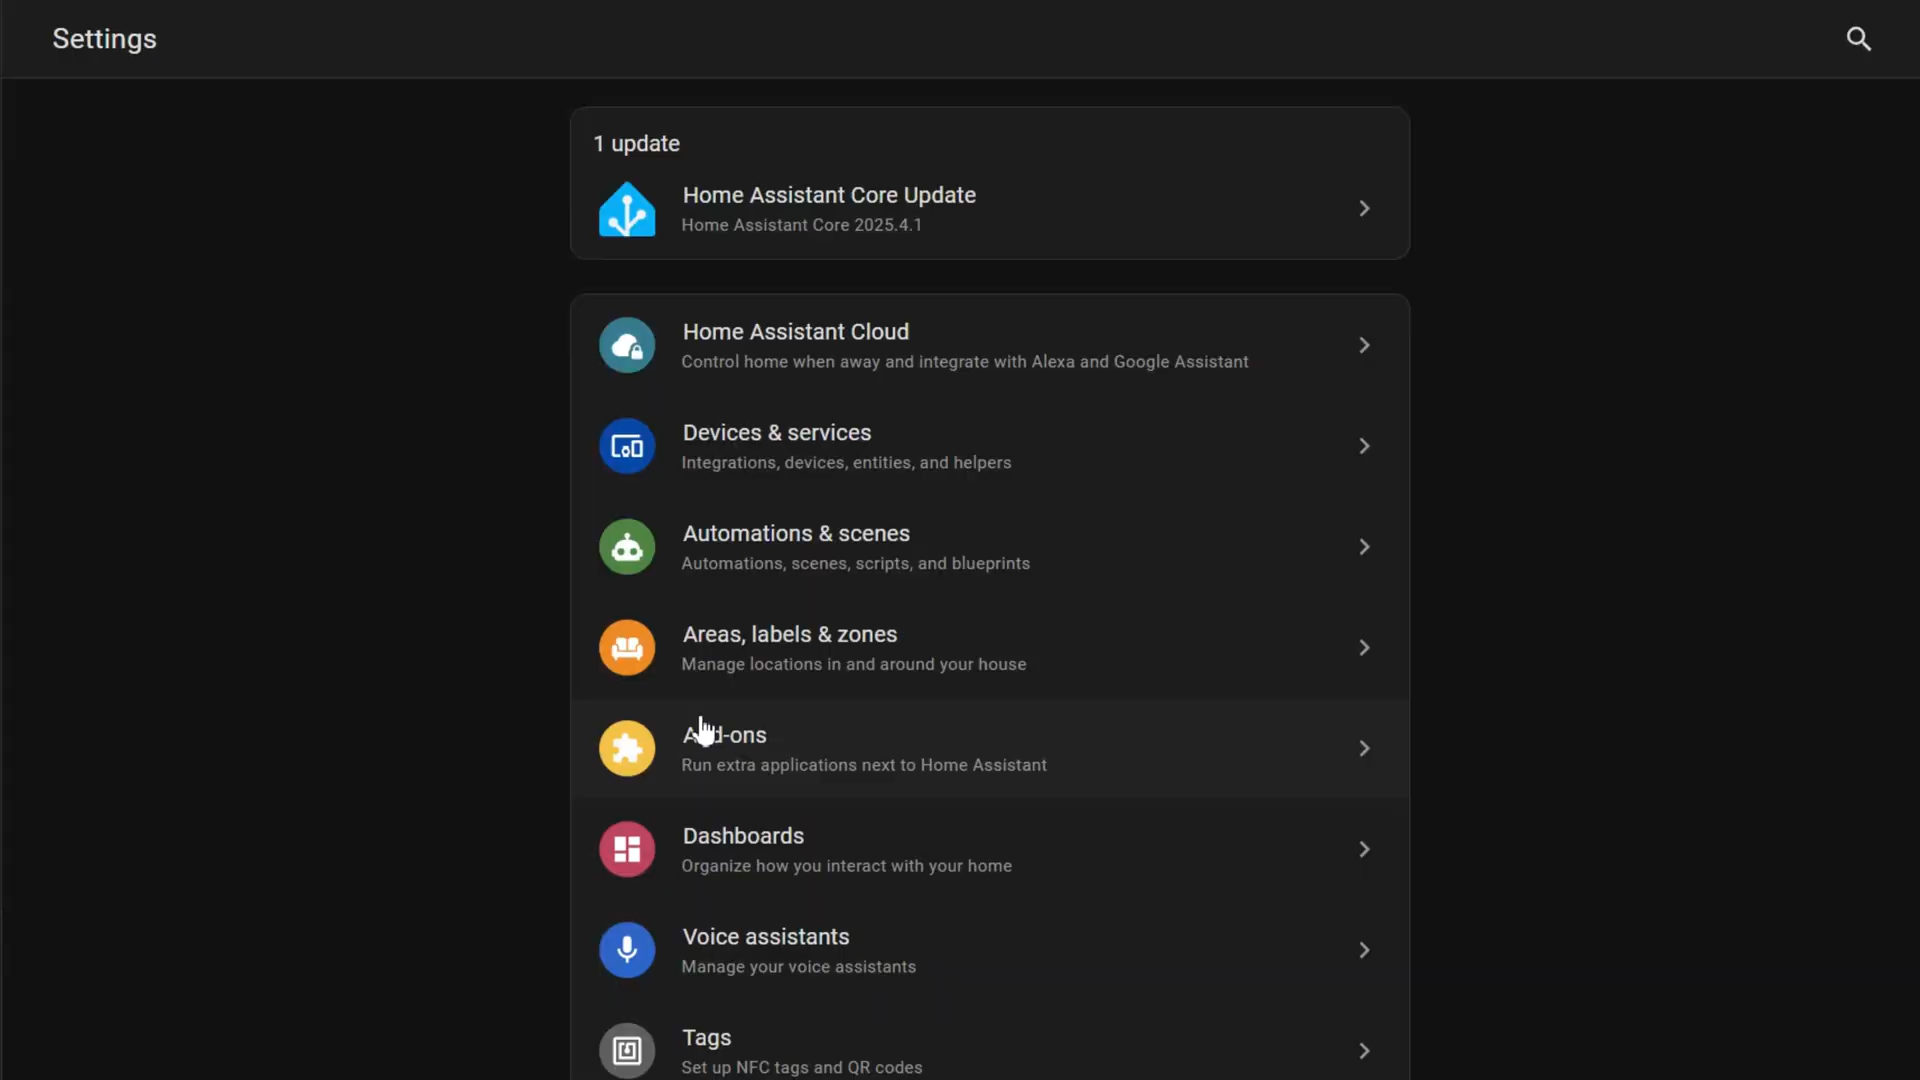 Settings
1 update
Home Assistant Core Update
Home Assistant Core 2025.4.1
Home Assistant Cloud
Control home when away and integrate with Alexa and Google Assistant
Devices & services
Integrations, devices, entities, and helpers
Automations & scenes
Automations, scenes, scripts, and blueprints
Areas, labels & zones
Manage locations in and around your house
Add-ons
Run extra applications next to Home Assistant
Dashboards
Organize how you interact with your home
Voice assistants
Manage your voice assistants
Tags
Set up NFC tags and QR codes